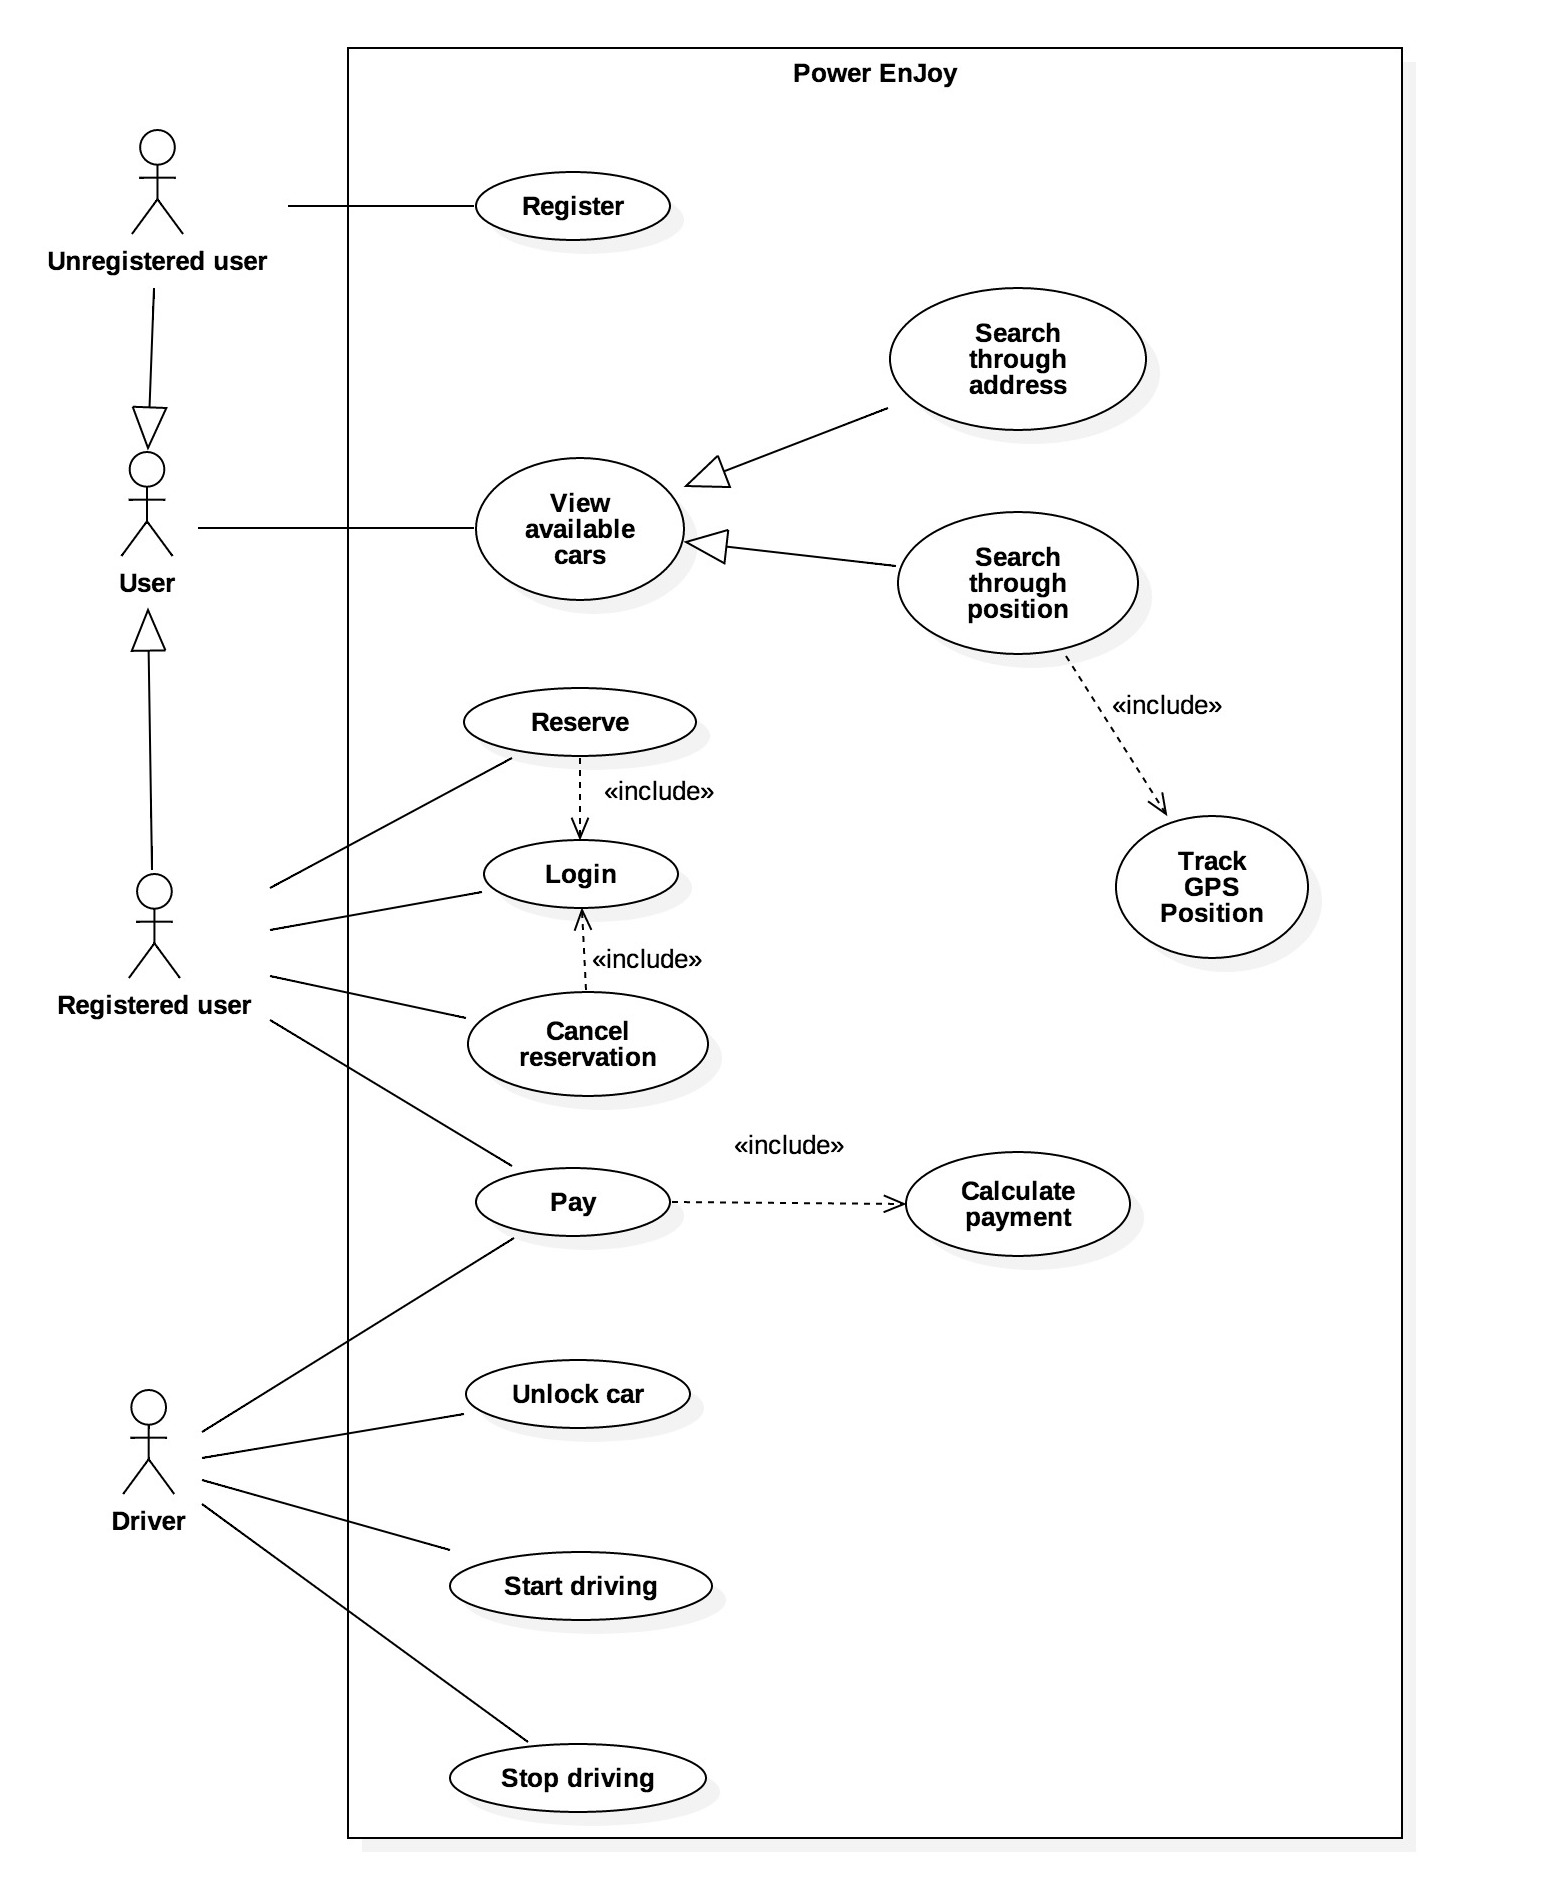 Power EnJoy
Unregistered user
Register
Search
through
address
View
available
cars
User
Search
through
position
«include»
Reserve
«include»
Login
Track
GPS
Position
«include»
Registered user
Cancel
reservation
«include»
Pay
Calculate
payment
Unlock car
Driver
Start driving
Stop driving